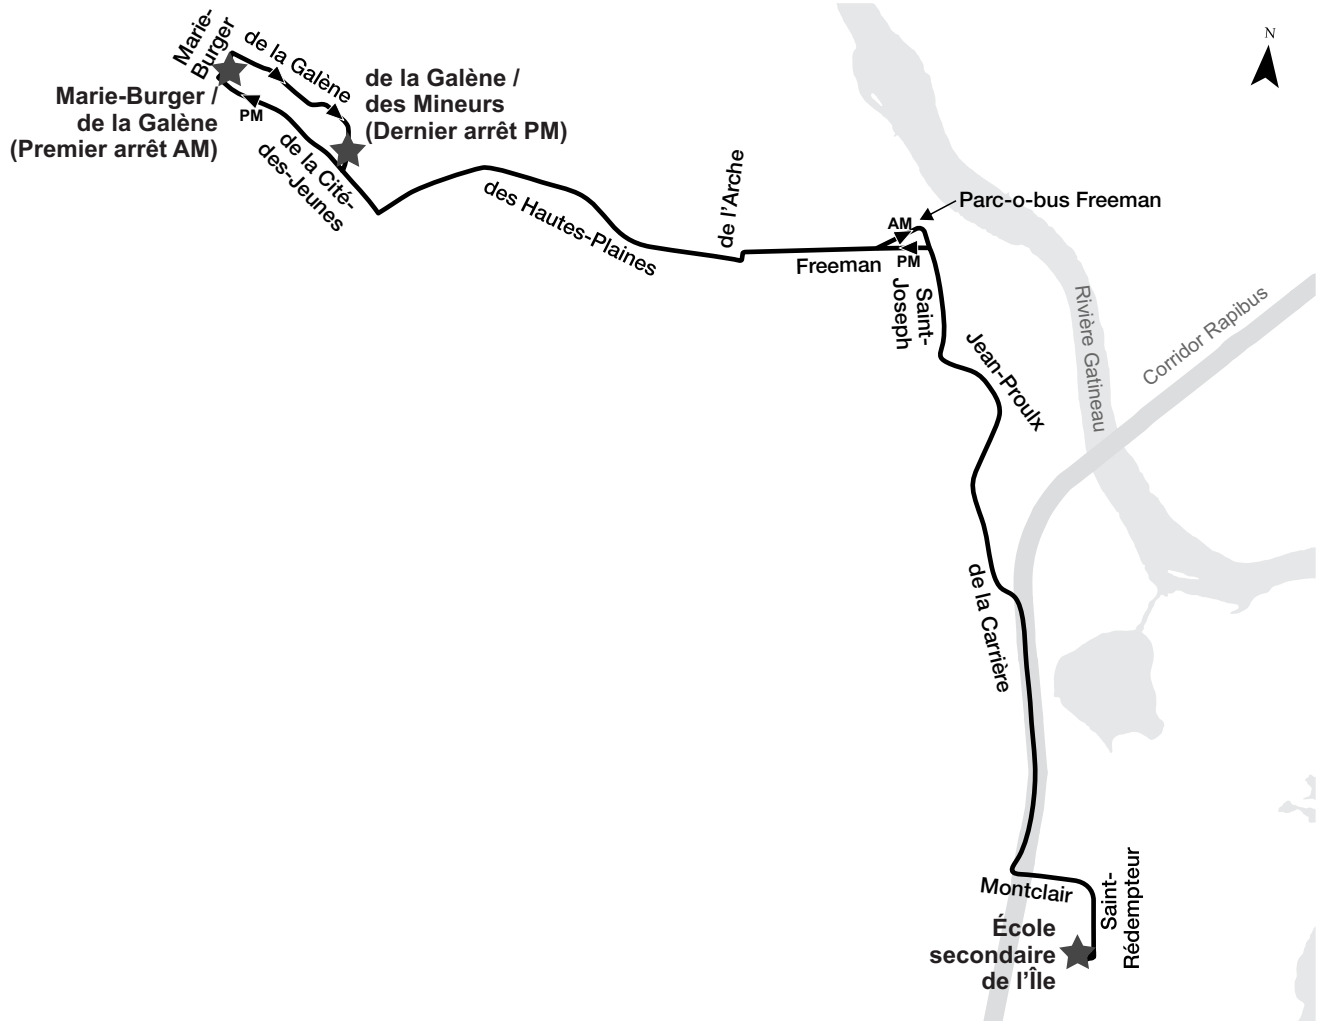 Marie-
Burger
de la Galène
N
de la Galène /
des Mineurs
(Dernier arrêt PM)
Marie-Burger /
de la Galène
(Premier arrêt AM)
PM
de la Cité-
des-Jeunes
des Hautes-Plaines
de l'Arche
Parc-o-bus Freeman
AM
PM
Freeman
Saint-
Joseph
Jean-Proulx
Rivière Gatineau
Corridor Rapibus
de la Carrière
Montclair
Saint-
Rédempteur
École
secondaire
de l'Île